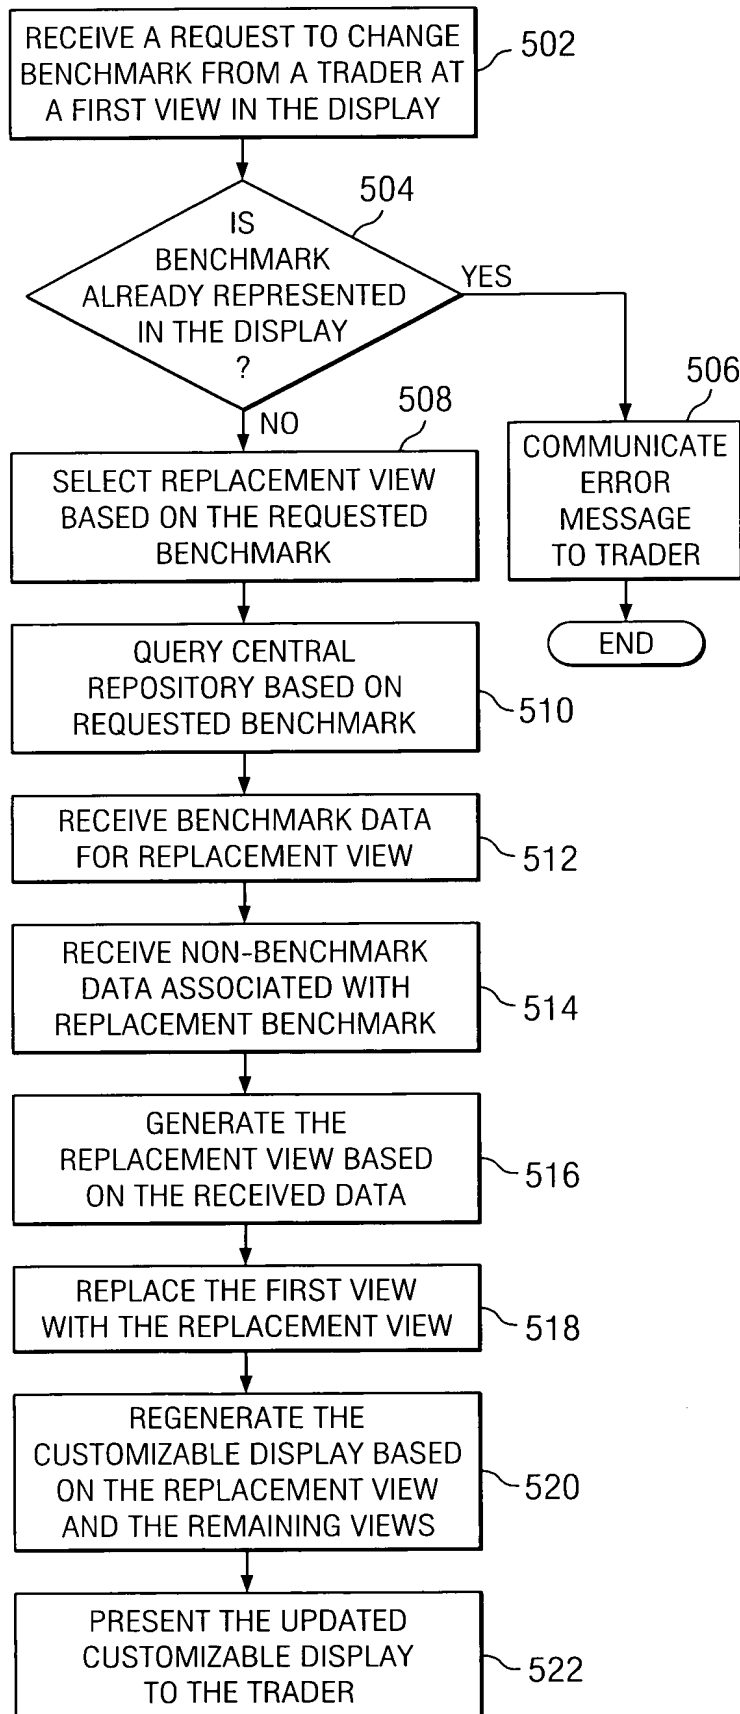 RECEIVE A REQUEST TO CHANGE
BENCHMARK FROM A TRADER AT
A FIRST VIEW IN THE DISPLAY
502
504
IS
BENCHMARK
ALREADY REPRESENTED
IN THE DISPLAY
?
YES
NO
506
COMMUNICATE
ERROR
MESSAGE
TO TRADER
END
508
SELECT REPLACEMENT VIEW
BASED ON THE REQUESTED
BENCHMARK
QUERY CENTRAL
REPOSITORY BASED ON
REQUESTED BENCHMARK
510
RECEIVE BENCHMARK DATA
FOR REPLACEMENT VIEW
512
RECEIVE NON-BENCHMARK
DATA ASSOCIATED WITH
REPLACEMENT BENCHMARK
514
GENERATE THE
REPLACEMENT VIEW BASED
ON THE RECEIVED DATA
516
REPLACE THE FIRST VIEW
WITH THE REPLACEMENT VIEW
518
REGENERATE THE
CUSTOMIZABLE DISPLAY BASED
ON THE REPLACEMENT VIEW
AND THE REMAINING VIEWS
520
PRESENT THE UPDATED
CUSTOMIZABLE DISPLAY
TO THE TRADER
522